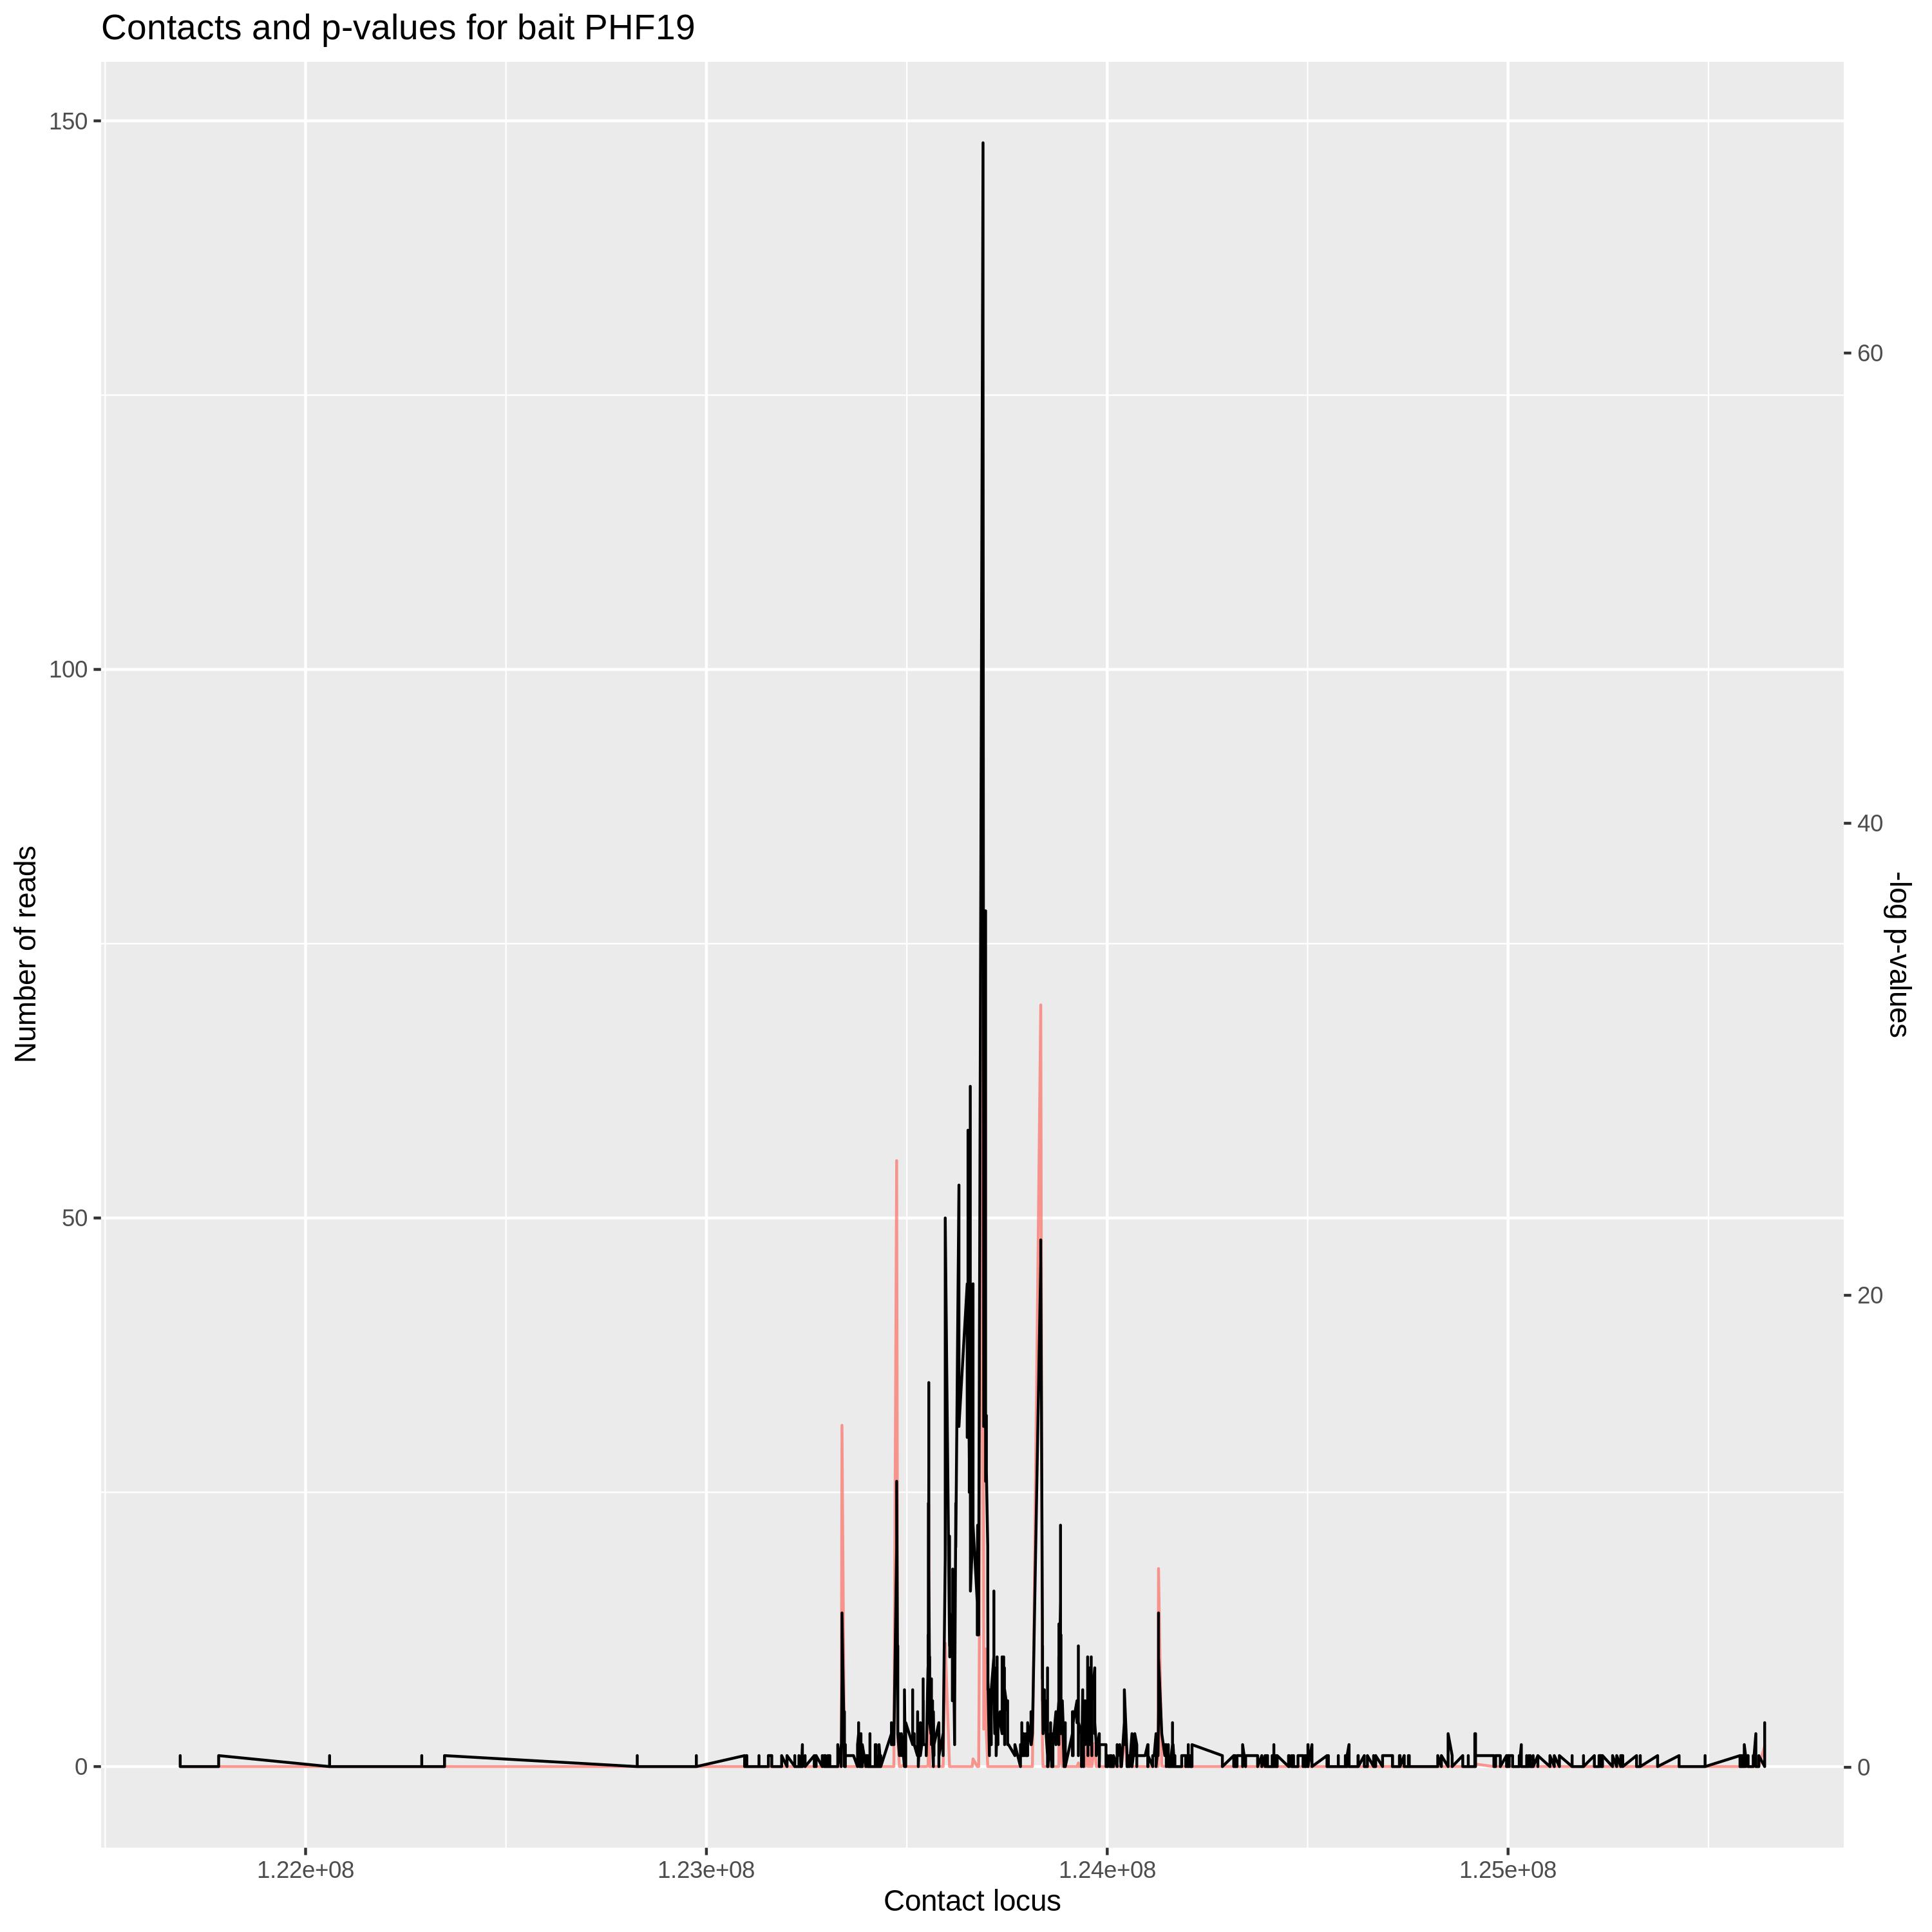 Contacts and p-values for bait PHF19
150
100
50
0
Number of reads
60
40
20
0
-log p-values
1.22e+08 1.23e+08 1.24e+08 1.25e+08
Contact locus